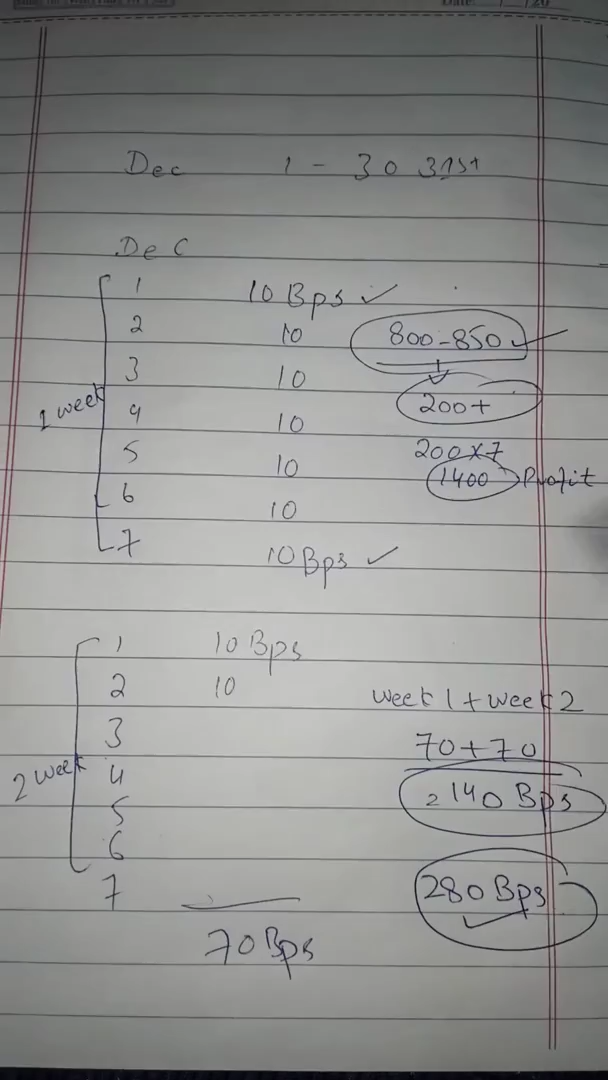 Date: / /20
Dec 1 - 30 31st
Dec
1 week
1 10 Bps ✓
2 10 800-850 ✓
3 10
4 10 200+
5 10 200x7
6 10 1400 Profit
7 10 Bps ✓
2 week
1 10 Bps
2 10 week 1 + week 2
3 70+70
4 = 140 Bps
5
6
7 280 Bps
70 Bps